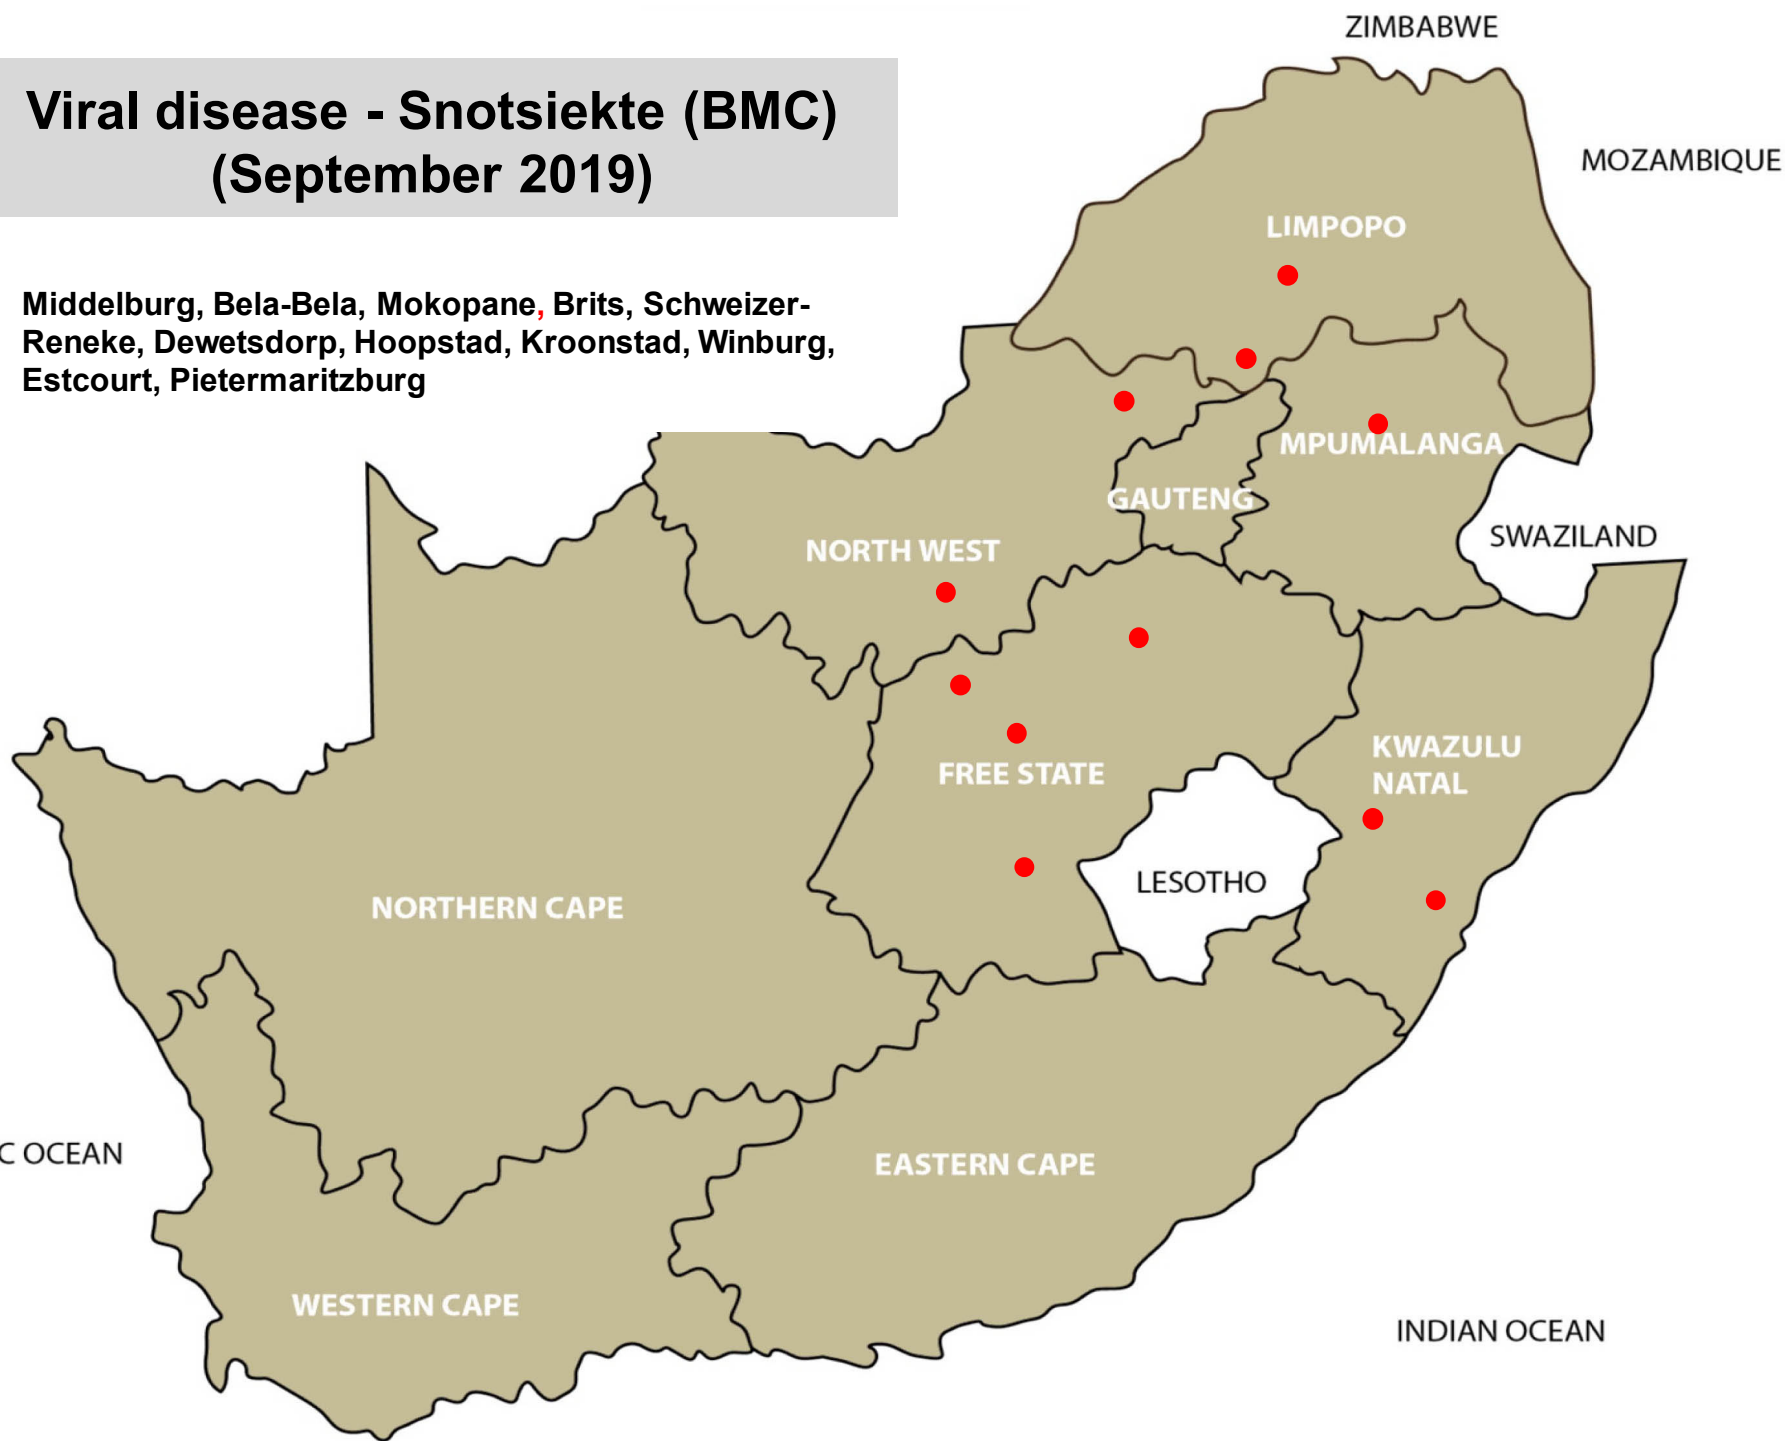 ZIMBABWE
Viral disease - Snotsiekte (BMC)
(September 2019)
MOZAMBIQUE
LIMPOPO
Middelburg, Bela-Bela, Mokopane, Brits, Schweizer-
Reneke, Dewetsdorp, Hoopstad, Kroonstad, Winburg,
Estcourt, Pietermaritzburg
MPUMALANGA
GAUTENG
SWAZILAND
NORTH WEST
KWAZULU
NATAL
FREE STATE
LESOTHO
NORTHERN CAPE
C OCEAN
EASTERN CAPE
WESTERN CAPE
INDIAN OCEAN